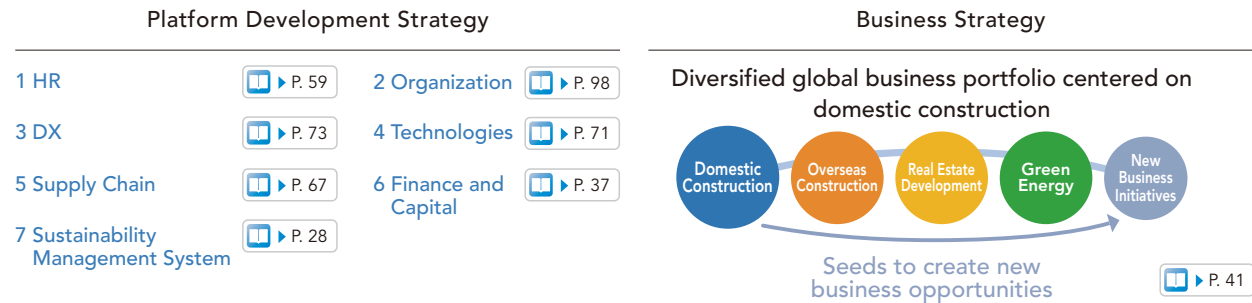 Platform Development Strategy
1 HR
P. 59
2 Organization
P. 98
3 DX
P. 73
4 Technologies
P. 71
5 Supply Chain
P. 67
6 Finance and
Capital
P. 37
7 Sustainability
Management System
P. 28
Business Strategy
Diversified global business portfolio centered on
domestic construction
Domestic
Construction
Overseas
Construction
Real Estate
Development
Green
Energy
New
Business
Initiatives
Seeds to create new
business opportunities
P. 41